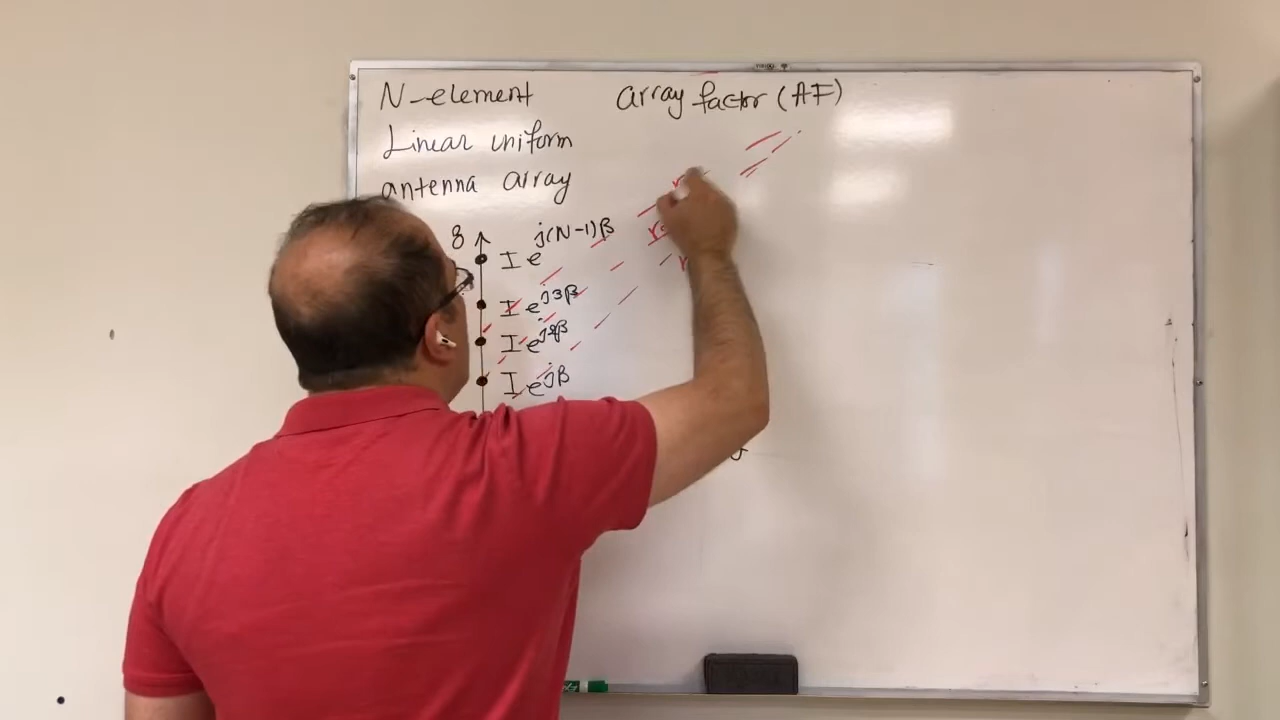 N-element array factor (AF)
Linear uniform
antenna array
z
I e^{j(N-1)β}
I e^{j3β}
I e^{j2β}
I e^{jβ}